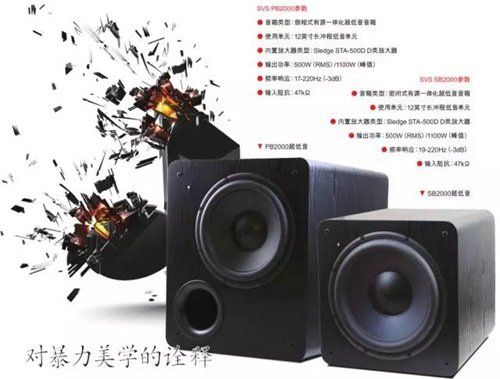 SVS PB2000参数
● 音箱类型: 倒相式有源一体化超低音音箱
● 使用单元: 12英寸长冲程低音单元
● 内置放大器类型: Sledge STA-500D D类放大器
● 输出功率: 500W (RMS) /1100W (峰值)
● 频率响应: 17-220Hz (-3dB)
● 输入阻抗: 47kΩ
SVS SB2000参数
● 音箱类型: 密闭式有源一体化超低音音箱
● 使用单元: 12英寸长冲程低音单元
● 内置放大器类型: Sledge STA-500D D类放大器
● 输出功率: 500W (RMS) /1100W (峰值)
● 频率响应: 19-220Hz (-3dB)
● 输入阻抗: 47kΩ
▼ PB2000超低音
▼ SB2000超低音
对暴力美学的诠释